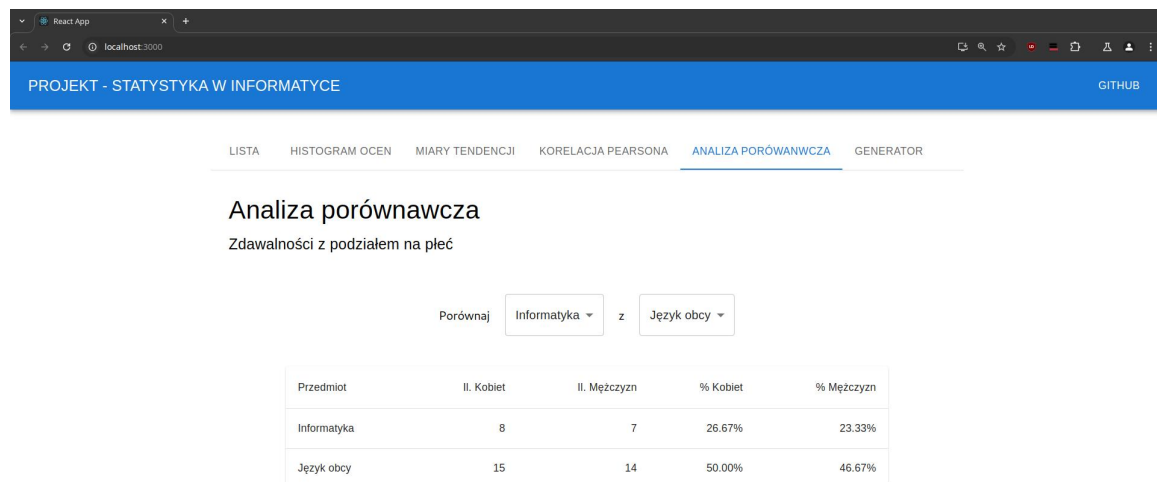 React App
localhost:3000
PROJEKT - STATYSTYKA W INFORMATYCE GITHUB
LISTA HISTOGRAM OCEN MIARY TENDENCJI KORELACJA PEARSONA ANALIZA PORÓWANWCZA GENERATOR
Analiza porównawcza
Zdawalności z podziałem na płeć
Porównaj Informatyka z Język obcy
Przedmiot Il. Kobiet Il. Mężczyzn % Kobiet % Mężczyzn
Informatyka 8 7 26.67% 23.33%
Język obcy 15 14 50.00% 46.67%